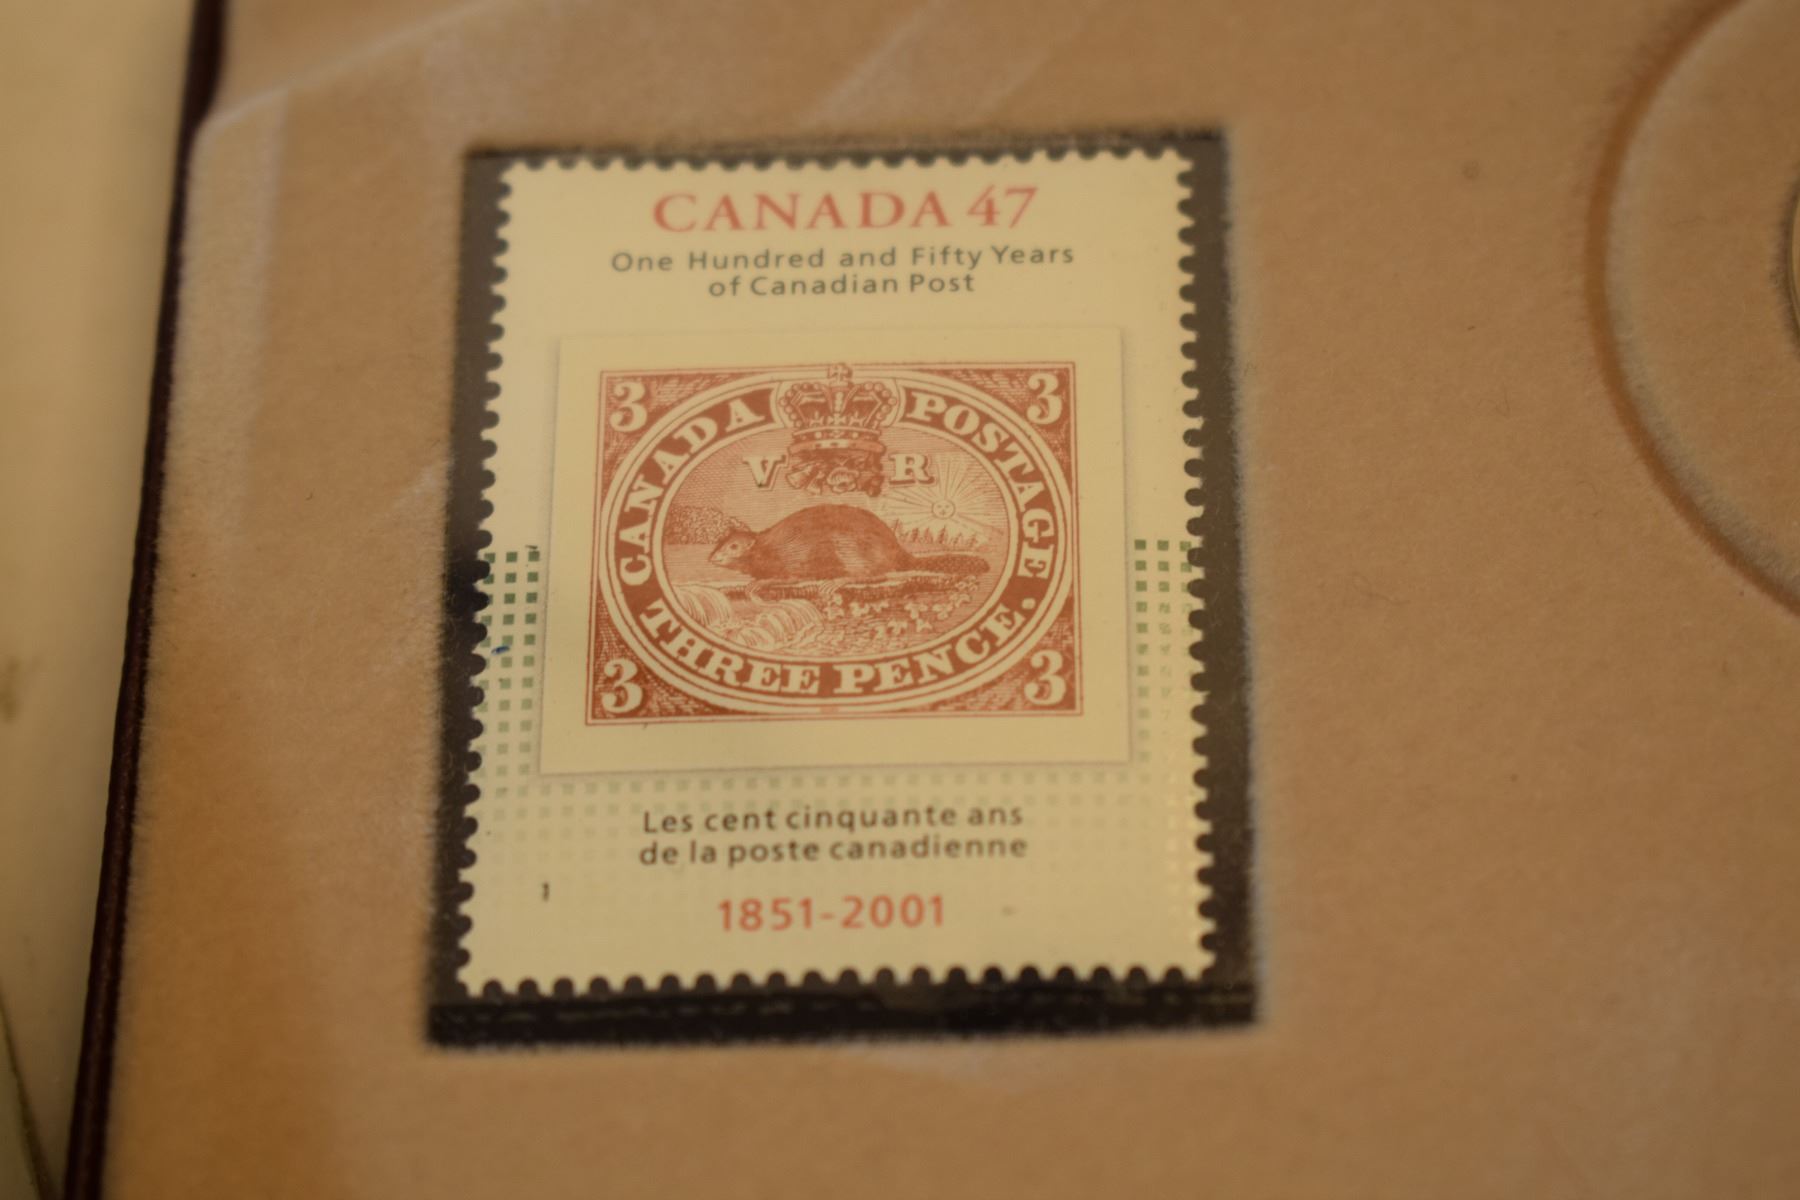 CANADA 47
One Hundred and Fifty Years
of Canadian Post
3 3
CANADA POSTAGE
V R
THREE PENCE.
3 3
Les cent cinquante ans
de la poste canadienne
1851-2001